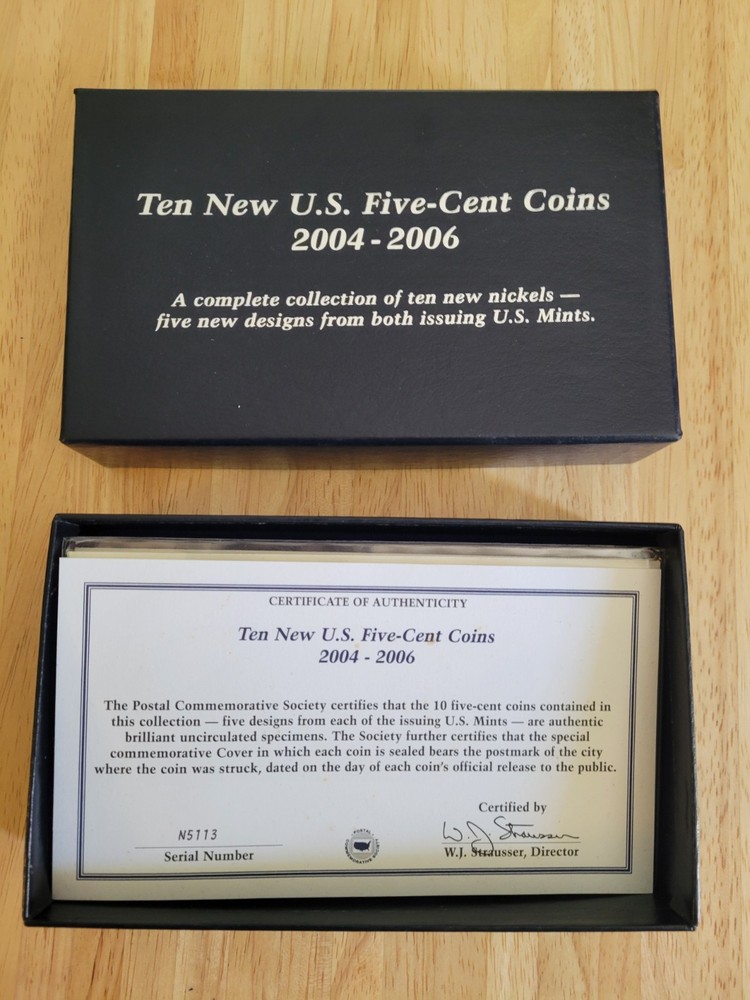 Ten New U.S. Five-Cent Coins
2004 - 2006
A complete collection of ten new nickels —
five new designs from both issuing U.S. Mints.
CERTIFICATE OF AUTHENTICITY
Ten New U.S. Five-Cent Coins
2004 - 2006
The Postal Commemorative Society certifies that the 10 five-cent coins contained in
this collection — five designs from each of the issuing U.S. Mints — are authentic
brilliant uncirculated specimens. The Society further certifies that the special
commemorative Cover in which each coin is sealed bears the postmark of the city
where the coin was struck, dated on the day of each coin's official release to the public.
Certified by
N5113
W.J. Strausser
Serial Number
POSTAL COMMEMORATIVE SOCIETY
W.J. Strausser, Director